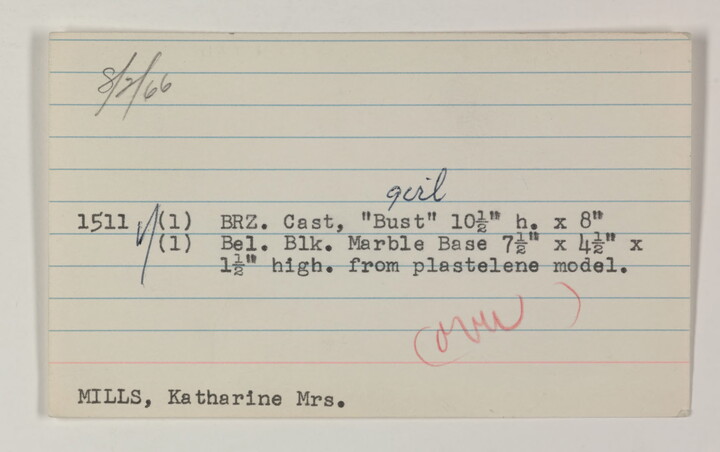 8/2/66
girl
1511 (1) BRZ. Cast, "Bust" 10½" h. x 8"
(1) Bel. Blk. Marble Base 7½" x 4½" x
1½" high. from plastelene model.
(over)
MILLS, Katharine Mrs.